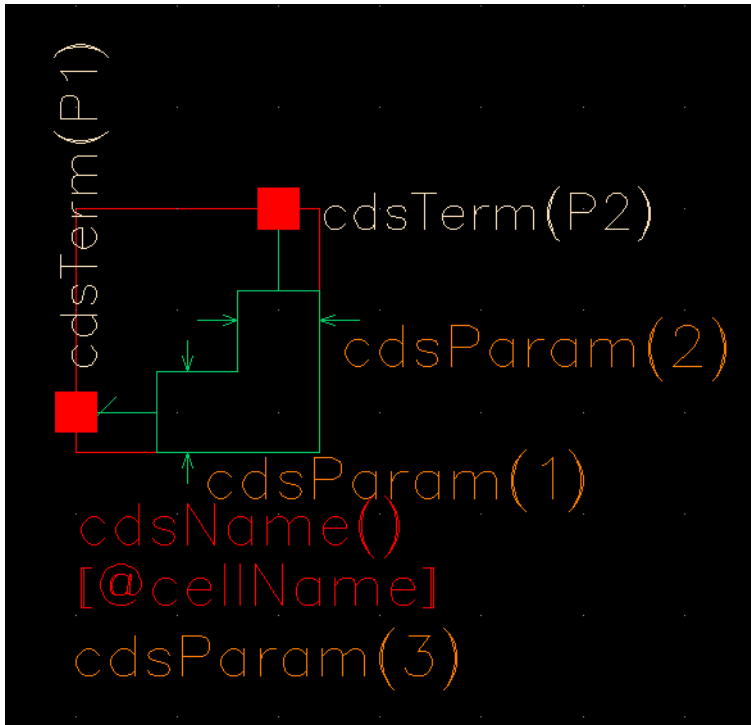 cdsTerm(P1)
cdsTerm(P2)
cdsParam(2)
cdsParam(1)
cdsName()
[@cellName]
cdsParam(3)